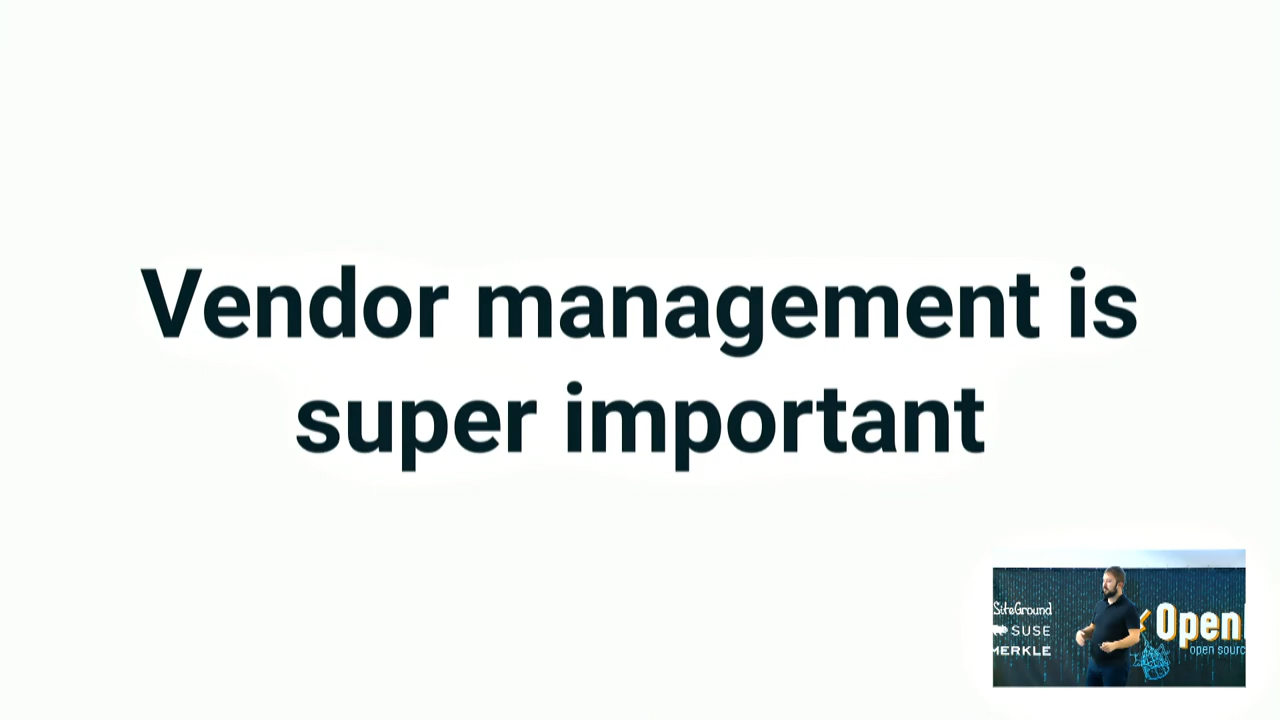 Vendor management is
super important
SiteGround
SUSE
MERKLE
Open
open sourc